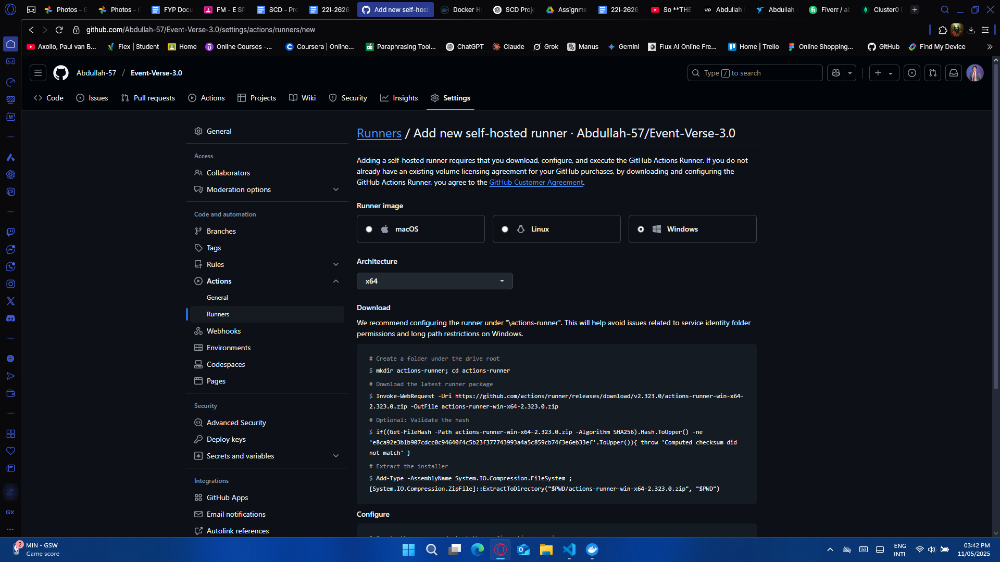 Photos -
Photos -
FYP Docu
FM - E SP
SCD - Pro
22I-2626
Add new self-host
Docker H
SCD Proje
Assignme
22I-2626
So **THE
Abdullah
Abdullah
Fiverr / ab
Cluster0
github.com/Abdullah-57/Event-Verse-3.0/settings/actions/runners/new
Axollo, Paul van B...
Flex | Student
Home
Online Courses -...
Coursera | Online...
Paraphrasing Tool...
ChatGPT
Claude
Grok
Manus
Gemini
Flux AI Online Fre...
Home | Trello
Online Shopping...
GitHub
Find My Device
Abdullah-57 / Event-Verse-3.0
Type / to search
Code
Issues
Pull requests
Actions
Projects
Wiki
Security
Insights
Settings
General
Access
Collaborators
Moderation options
Code and automation
Branches
Tags
Rules
Actions
General
Runners
Webhooks
Environments
Codespaces
Pages
Security
Advanced Security
Deploy keys
Secrets and variables
Integrations
GitHub Apps
Email notifications
Autolink references
Runners / Add new self-hosted runner · Abdullah-57/Event-Verse-3.0
Adding a self-hosted runner requires that you download, configure, and execute the GitHub Actions Runner. If you do not
already have an existing volume licensing agreement for your GitHub purchases, by downloading and configuring the
GitHub Actions Runner, you agree to the GitHub Customer Agreement.
Runner image
macOS
Linux
Windows
Architecture
x64
Download
We recommend configuring the runner under "\actions-runner". This will help avoid issues related to service identity folder
permissions and long path restrictions on Windows.
# Create a folder under the drive root
$ mkdir actions-runner; cd actions-runner
# Download the latest runner package
$ Invoke-WebRequest -Uri https://github.com/actions/runner/releases/download/v2.323.0/actions-runner-win-x64-
2.323.0.zip -OutFile actions-runner-win-x64-2.323.0.zip
# Optional: Validate the hash
$ if((Get-FileHash -Path actions-runner-win-x64-2.323.0.zip -Algorithm SHA256).Hash.ToUpper() -ne
'e8ca92e3b1b907cdcc0c94640f4c5b23f377743993a4a5c859cb74f3e6eb33ef'.ToUpper()){ throw 'Computed checksum did
not match' }
# Extract the installer
$ Add-Type -AssemblyName System.IO.Compression.FileSystem ;
[System.IO.Compression.ZipFile]::ExtractToDirectory("$PWD/actions-runner-win-x64-2.323.0.zip", "$PWD")
Configure
GX
2
MIN - GSW
Game score
ENG
INTL
03:42 PM
11/05/2025